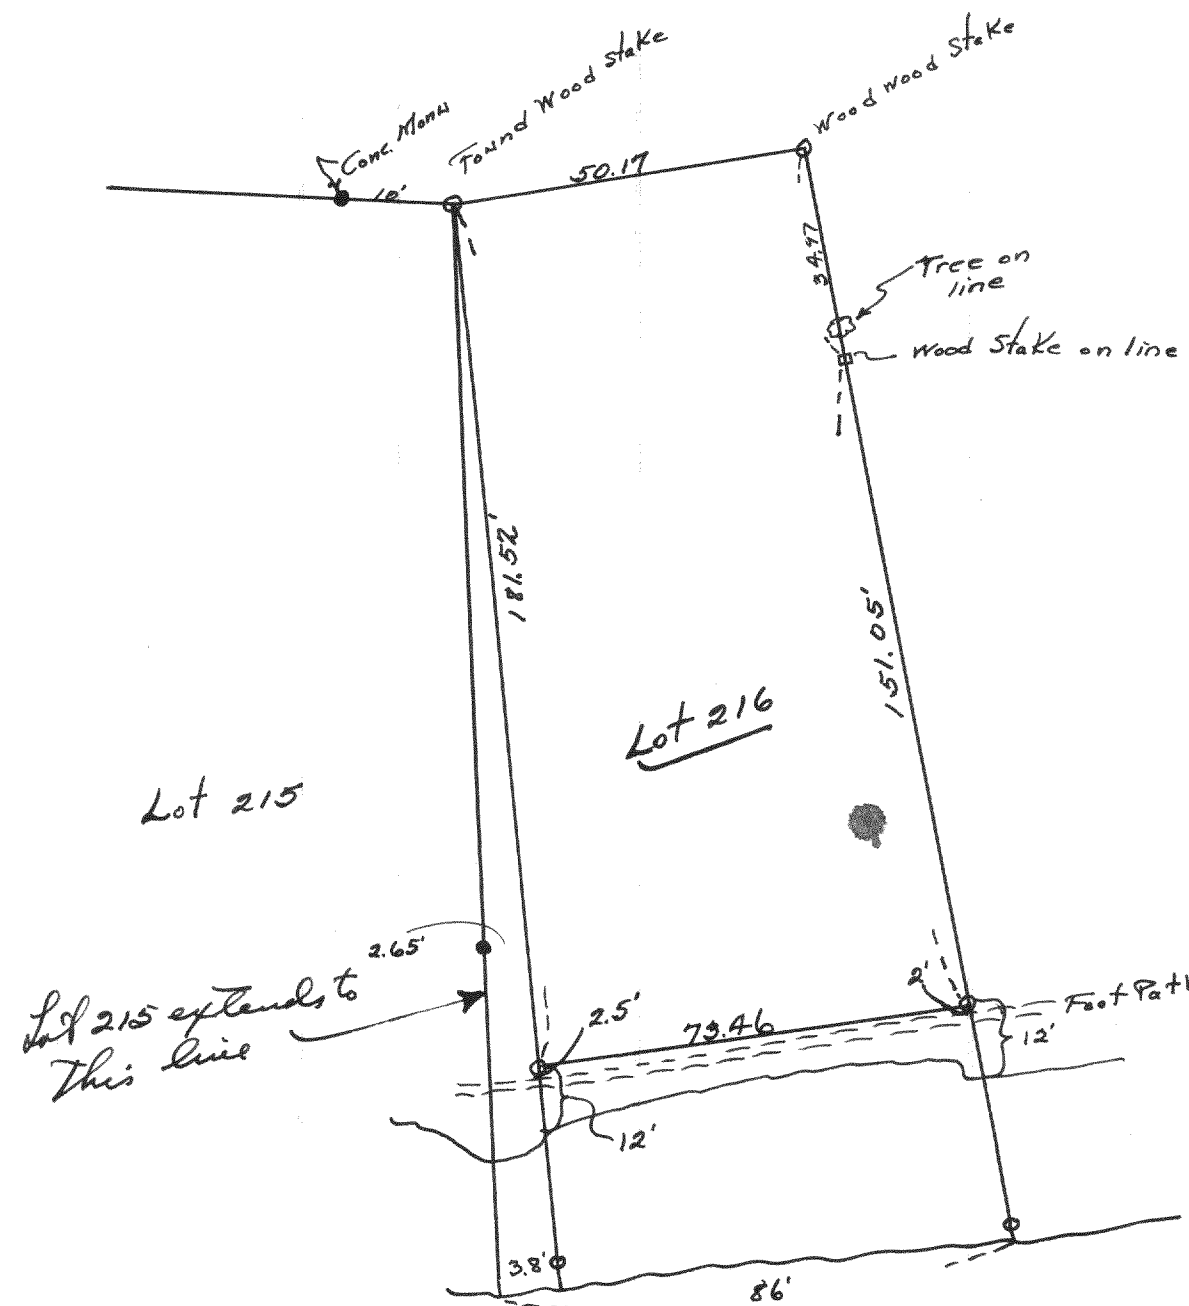 Conc. Monu
Found Wood Stake
Wood Wood Stake
10'
50.17
34.97
Tree on
line
Wood Stake on line
181.52'
151.05'
Lot 216
Lot 215
2.65'
Lot 215 extends to
This line
2.5'
73.46
2'
Foot Path
12'
12'
3.8'
86'